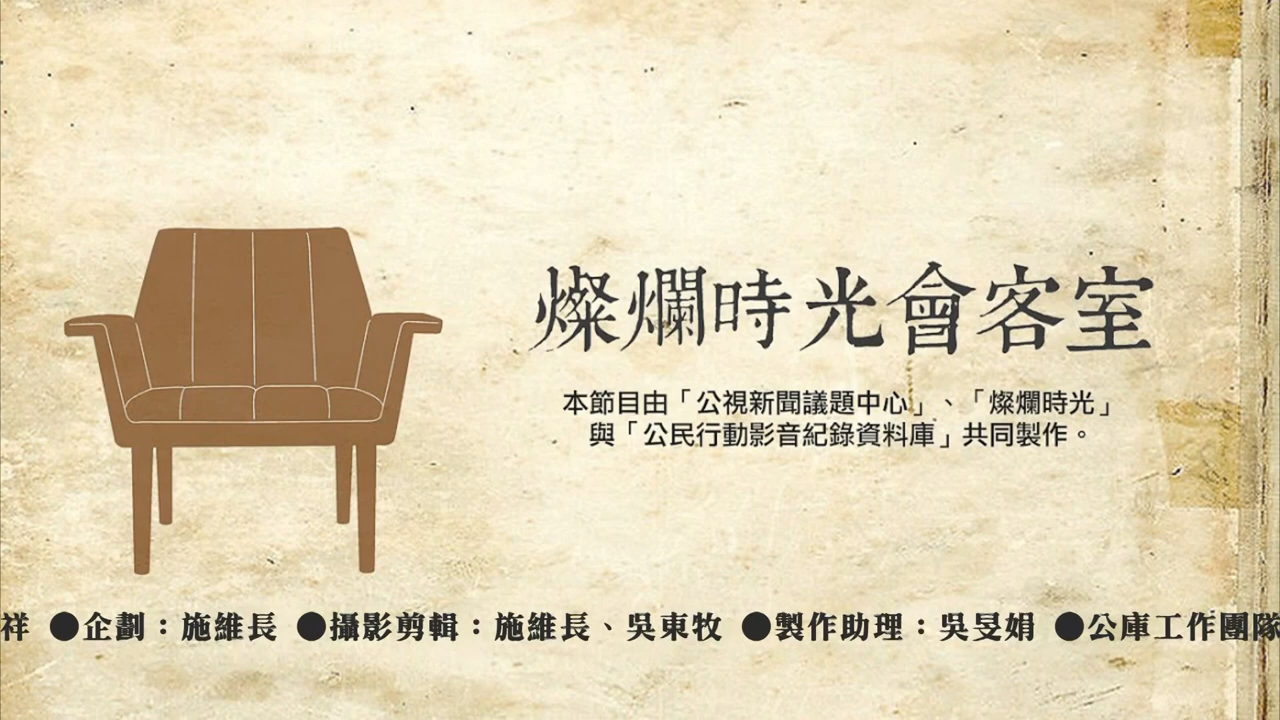 燦爛時光會客室
本節目由「公視新聞議題中心」、「燦爛時光」
與「公民行動影音紀錄資料庫」共同製作。
祥 ●企劃：施維長 ●攝影剪輯：施維長、吳東牧 ●製作助理：吳旻娟 ●公庫工作團隊